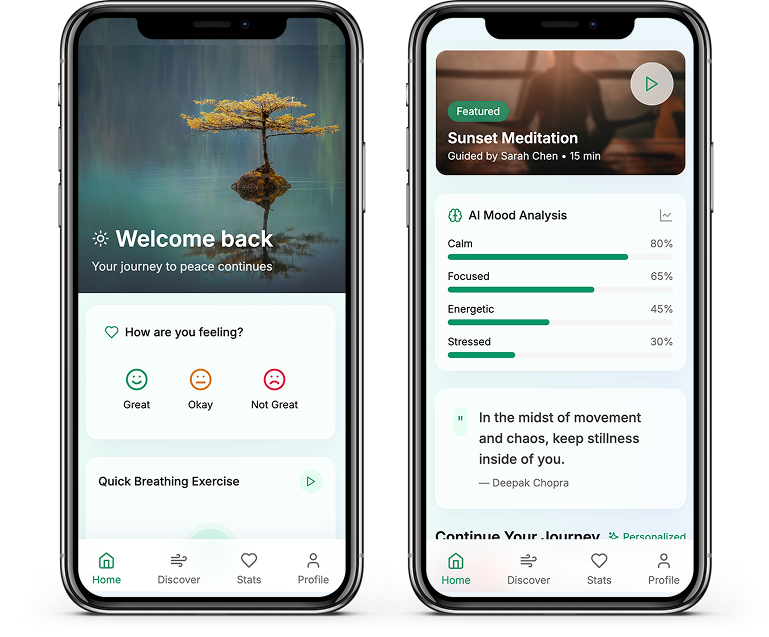 Welcome back
Your journey to peace continues
How are you feeling?
Great
Okay
Not Great
Quick Breathing Exercise
Home
Discover
Stats
Profile
Featured
Sunset Meditation
Guided by Sarah Chen • 15 min
AI Mood Analysis
Calm 80%
Focused 65%
Energetic 45%
Stressed 30%
"
In the midst of movement
and chaos, keep stillness
inside of you.
— Deepak Chopra
Continue Your Journey Personalized
Home
Discover
Stats
Profile